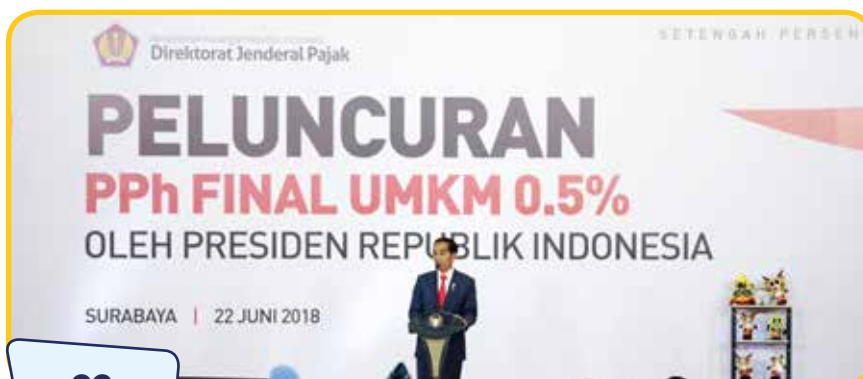 Direktorat Jenderal Pajak
SETENGAH PERSEN
PELUNCURAN
PPh FINAL UMKM 0.5%
OLEH PRESIDEN REPUBLIK INDONESIA
SURABAYA | 22 JUNI 2018